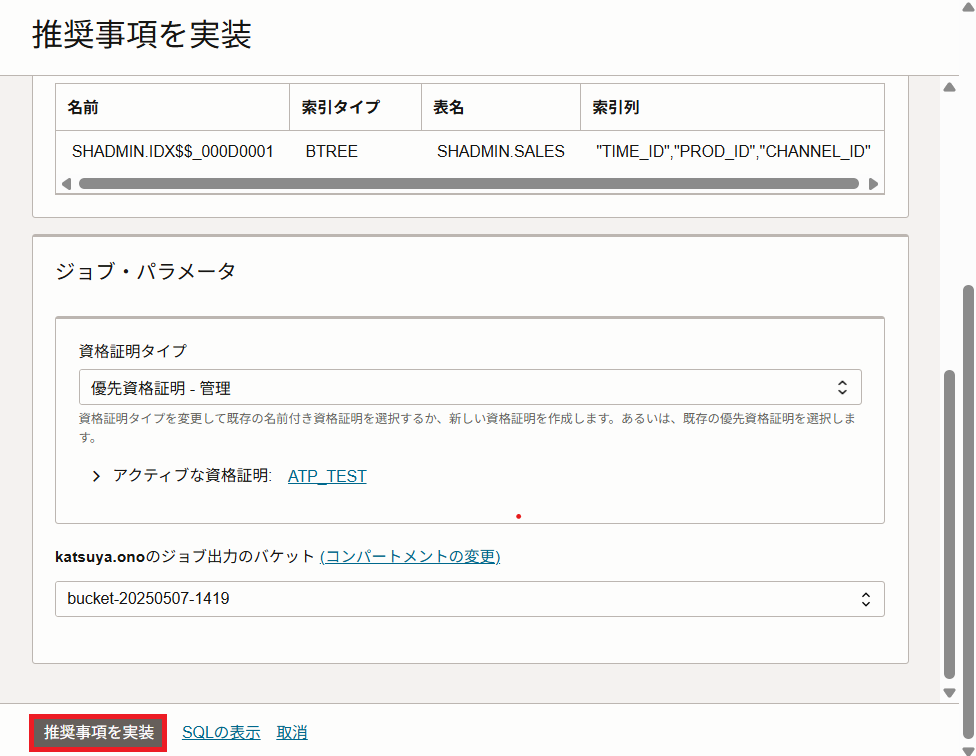 推奨事項を実装
名前 索引タイプ 表名 索引列
SHADMIN.IDX$$_000D0001 BTREE SHADMIN.SALES "TIME_ID","PROD_ID","CHANNEL_ID"
ジョブ・パラメータ
資格証明タイプ
優先資格証明 - 管理
資格証明タイプを変更して既存の名前付き資格証明を選択するか、新しい資格証明を作成します。あるいは、既存の優先資格証明を選択しま
す。
アクティブな資格証明: ATP_TEST
katsuya.onoのジョブ出力のバケット (コンパートメントの変更)
bucket-20250507-1419
推奨事項を実装 SQLの表示 取消